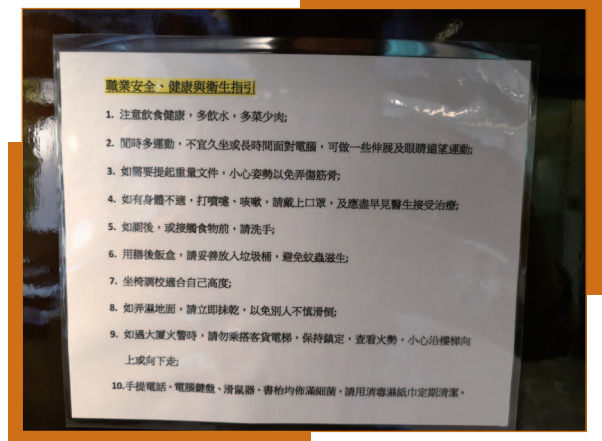 職業安全、健康與衛生指引
1. 注意飲食健康，多飲水，多菜少肉;
2. 閒時多運動，不宜久坐或長時間面對電腦，可做一些伸展及眼睛遠望運動;
3. 如需要提起重量文件，小心姿勢以免弄傷筋骨;
4. 如有身體不適，打噴嚏、咳嗽，請戴上口罩，及應盡早見醫生接受治療;
5. 如廁後，或接觸食物前，請洗手;
6. 用膳後飯盒，請妥善放入垃圾桶，避免蚊蟲滋生;
7. 坐椅調校適合自己高度;
8. 如弄濕地面，請立即抹乾，以免別人不慎滑倒;
9. 如遇大厦火警時，請勿乘搭客貨電梯，保持鎮定，查看火勢，小心沿樓梯向
上或向下走;
10.手提電話、電腦鍵盤、滑鼠器、書枱均佈滿細菌，請用消毒濕紙巾定期清潔。